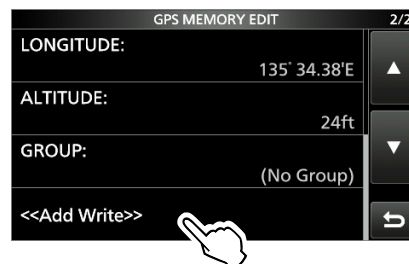 GPS MEMORY EDIT 2/2
LONGITUDE:
135° 34.38'E
ALTITUDE:
24ft
GROUP:
(No Group)
<<Add Write>>